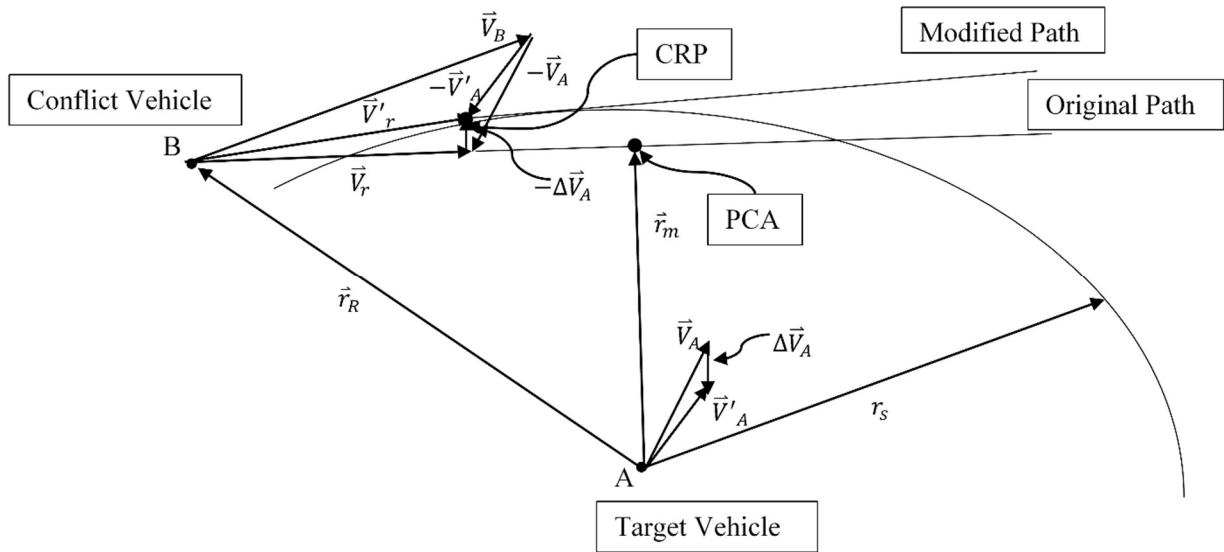 Modified Path
V⃗_B
CRP
−V⃗_A
Conflict Vehicle
−V⃗'_A
V⃗'_r
Original Path
B
V⃗_r
−ΔV⃗_A
PCA
r⃗_m
r⃗_R
V⃗_A
ΔV⃗_A
V⃗'_A
r_s
A
Target Vehicle